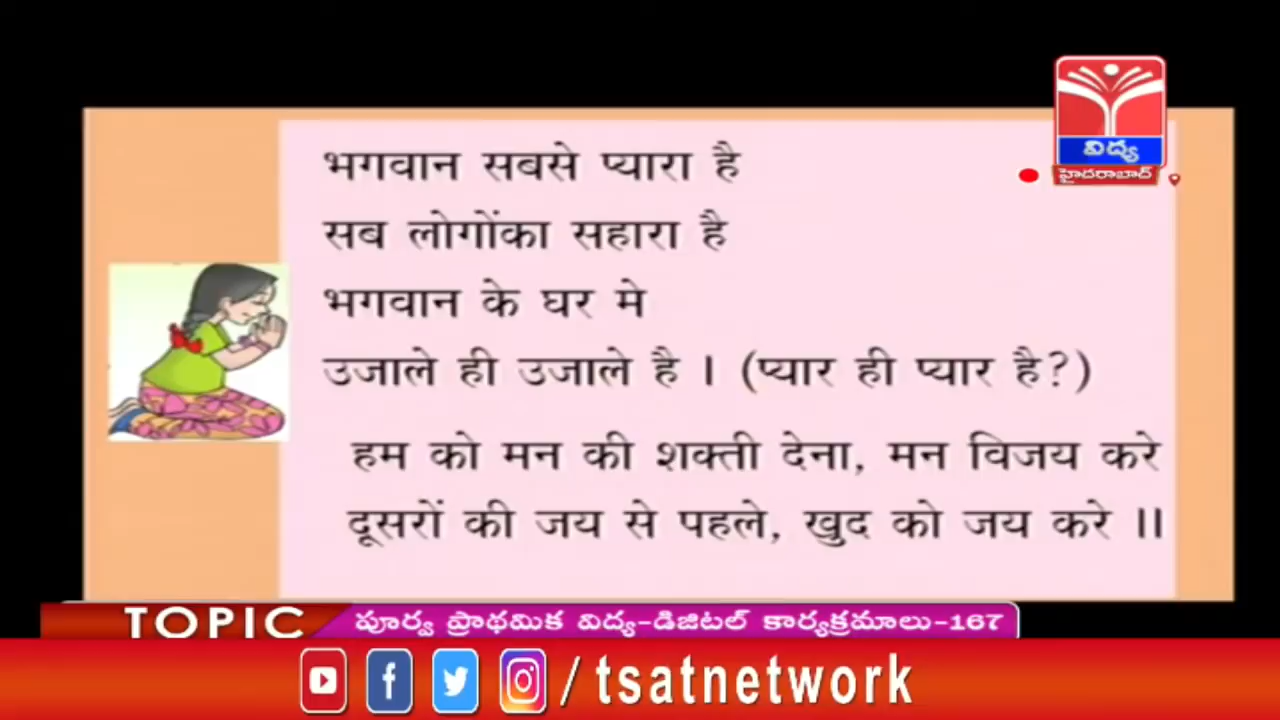 విద్య
హైదరాబాద్
भगवान सबसे प्यारा है
सब लोगोंका सहारा है
भगवान के घर मे
उजाले ही उजाले है । (प्यार ही प्यार है?)
हम को मन की शक्ती देना, मन विजय करे
दूसरों की जय से पहले, खुद को जय करे ।।
TOPIC పూర్వ ప్రాథమిక విద్య-డిజిటల్ కార్యక్రమాలు-167
/ tsatnetwork